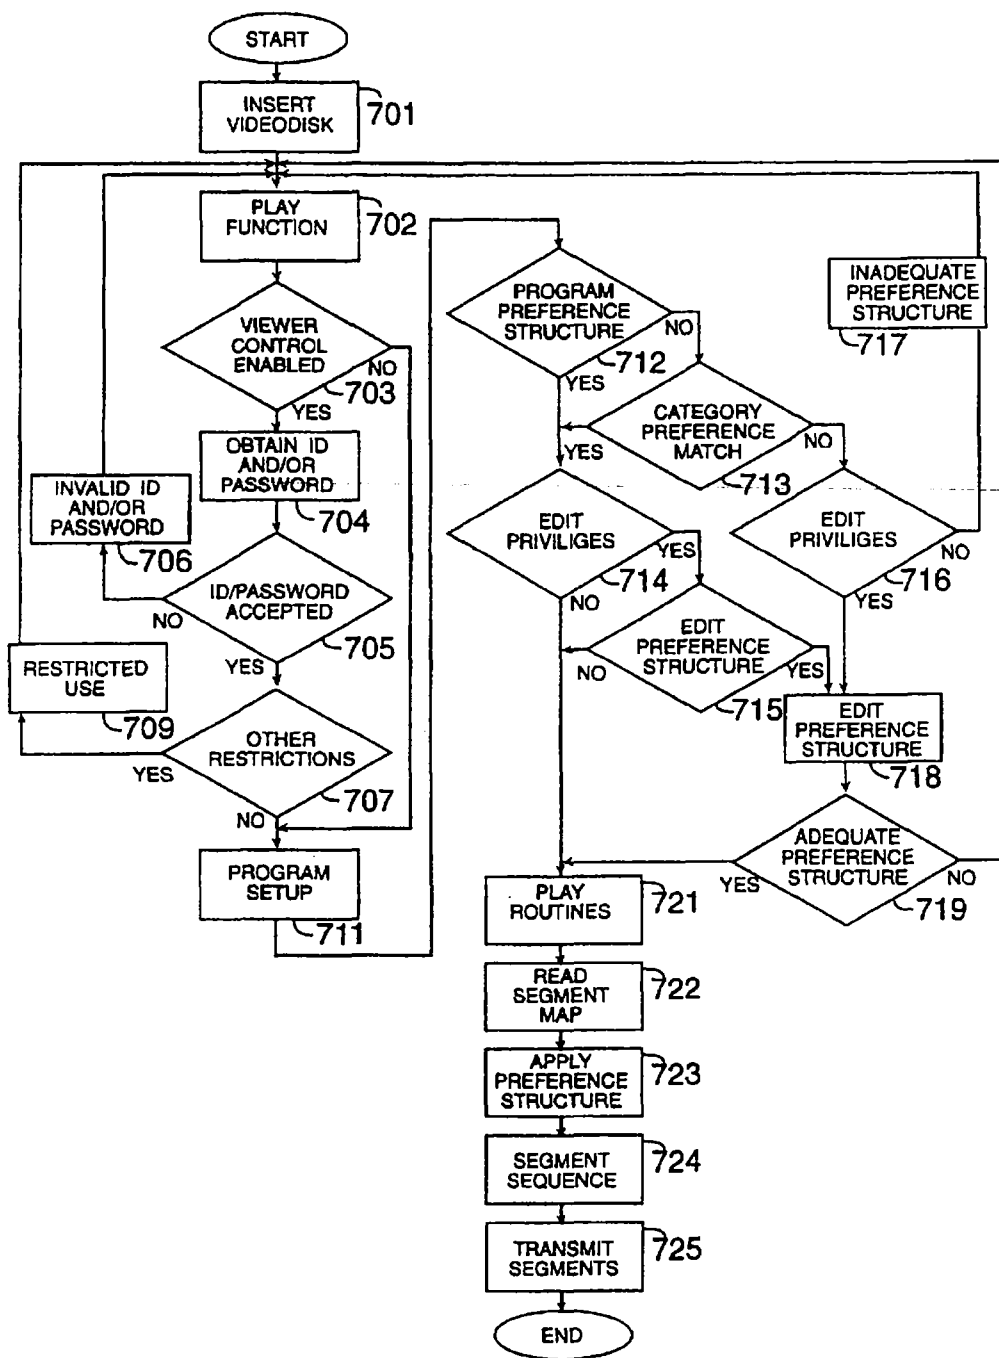 START
INSERT
VIDEODISK
701
PLAY
FUNCTION
702
VIEWER
CONTROL
ENABLED
NO
703
YES
OBTAIN ID
AND/OR
PASSWORD
704
INVALID ID
AND/OR
PASSWORD
706
ID/PASSWORD
ACCEPTED
NO
705
YES
RESTRICTED
USE
709
OTHER
RESTRICTIONS
YES
707
NO
PROGRAM
SETUP
711
PROGRAM
PREFERENCE
STRUCTURE
NO
712
YES
CATEGORY
PREFERENCE
MATCH
YES
NO
713
INADEQUATE
PREFERENCE
STRUCTURE
717
EDIT
PRIVILIGES
YES
714
NO
EDIT
PRIVILIGES
NO
716
YES
EDIT
PREFERENCE
STRUCTURE
NO
YES
715
EDIT
PREFERENCE
STRUCTURE
718
ADEQUATE
PREFERENCE
STRUCTURE
YES
NO
719
PLAY
ROUTINES
721
READ
SEGMENT
MAP
722
APPLY
PREFERENCE
STRUCTURE
723
SEGMENT
SEQUENCE
724
TRANSMIT
SEGMENTS
725
END